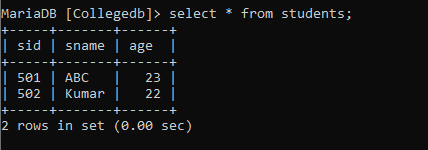 MariaDB [Collegedb]> select * from students;
+-----+-------+------+
| sid | sname | age  |
+-----+-------+------+
| 501 | ABC   |   23 |
| 502 | Kumar |   22 |
+-----+-------+------+
2 rows in set (0.00 sec)